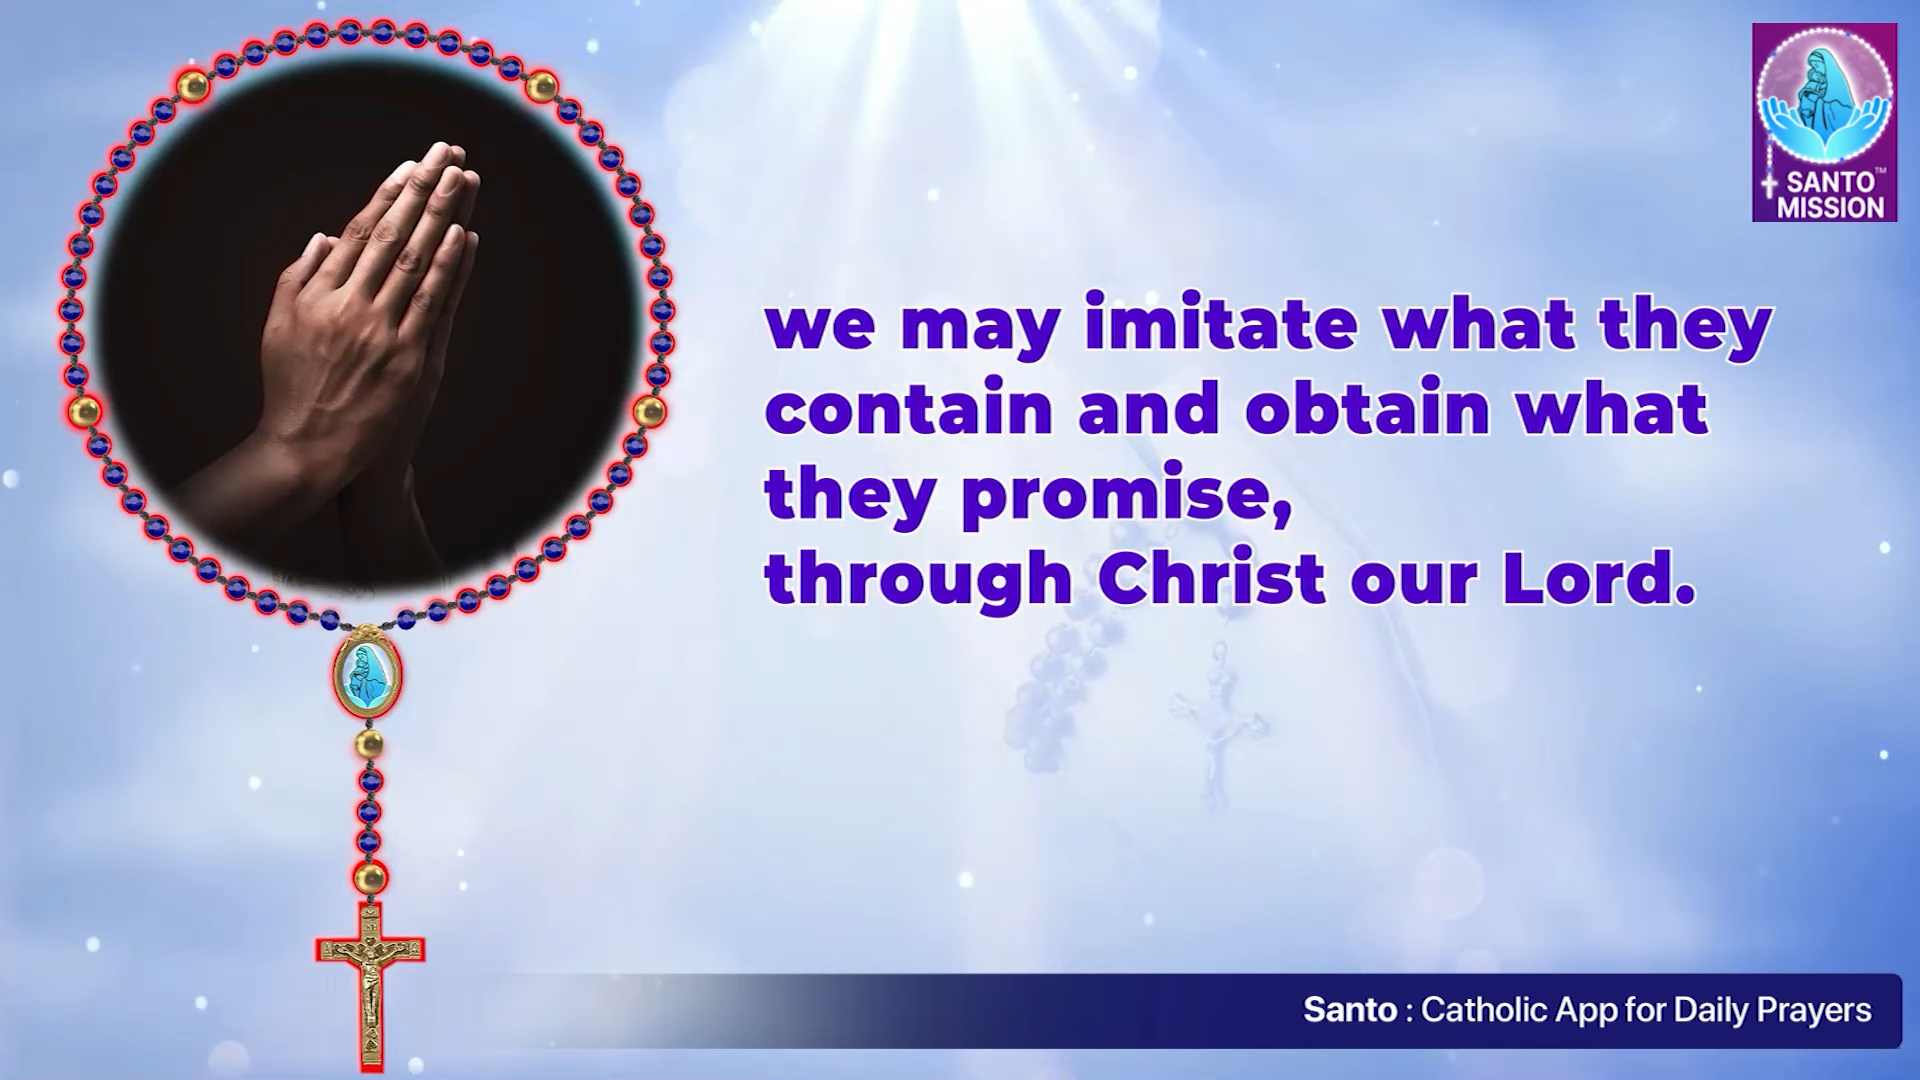 SANTO™
MISSION
we may imitate what they
contain and obtain what
they promise,
through Christ our Lord.
Santo : Catholic App for Daily Prayers